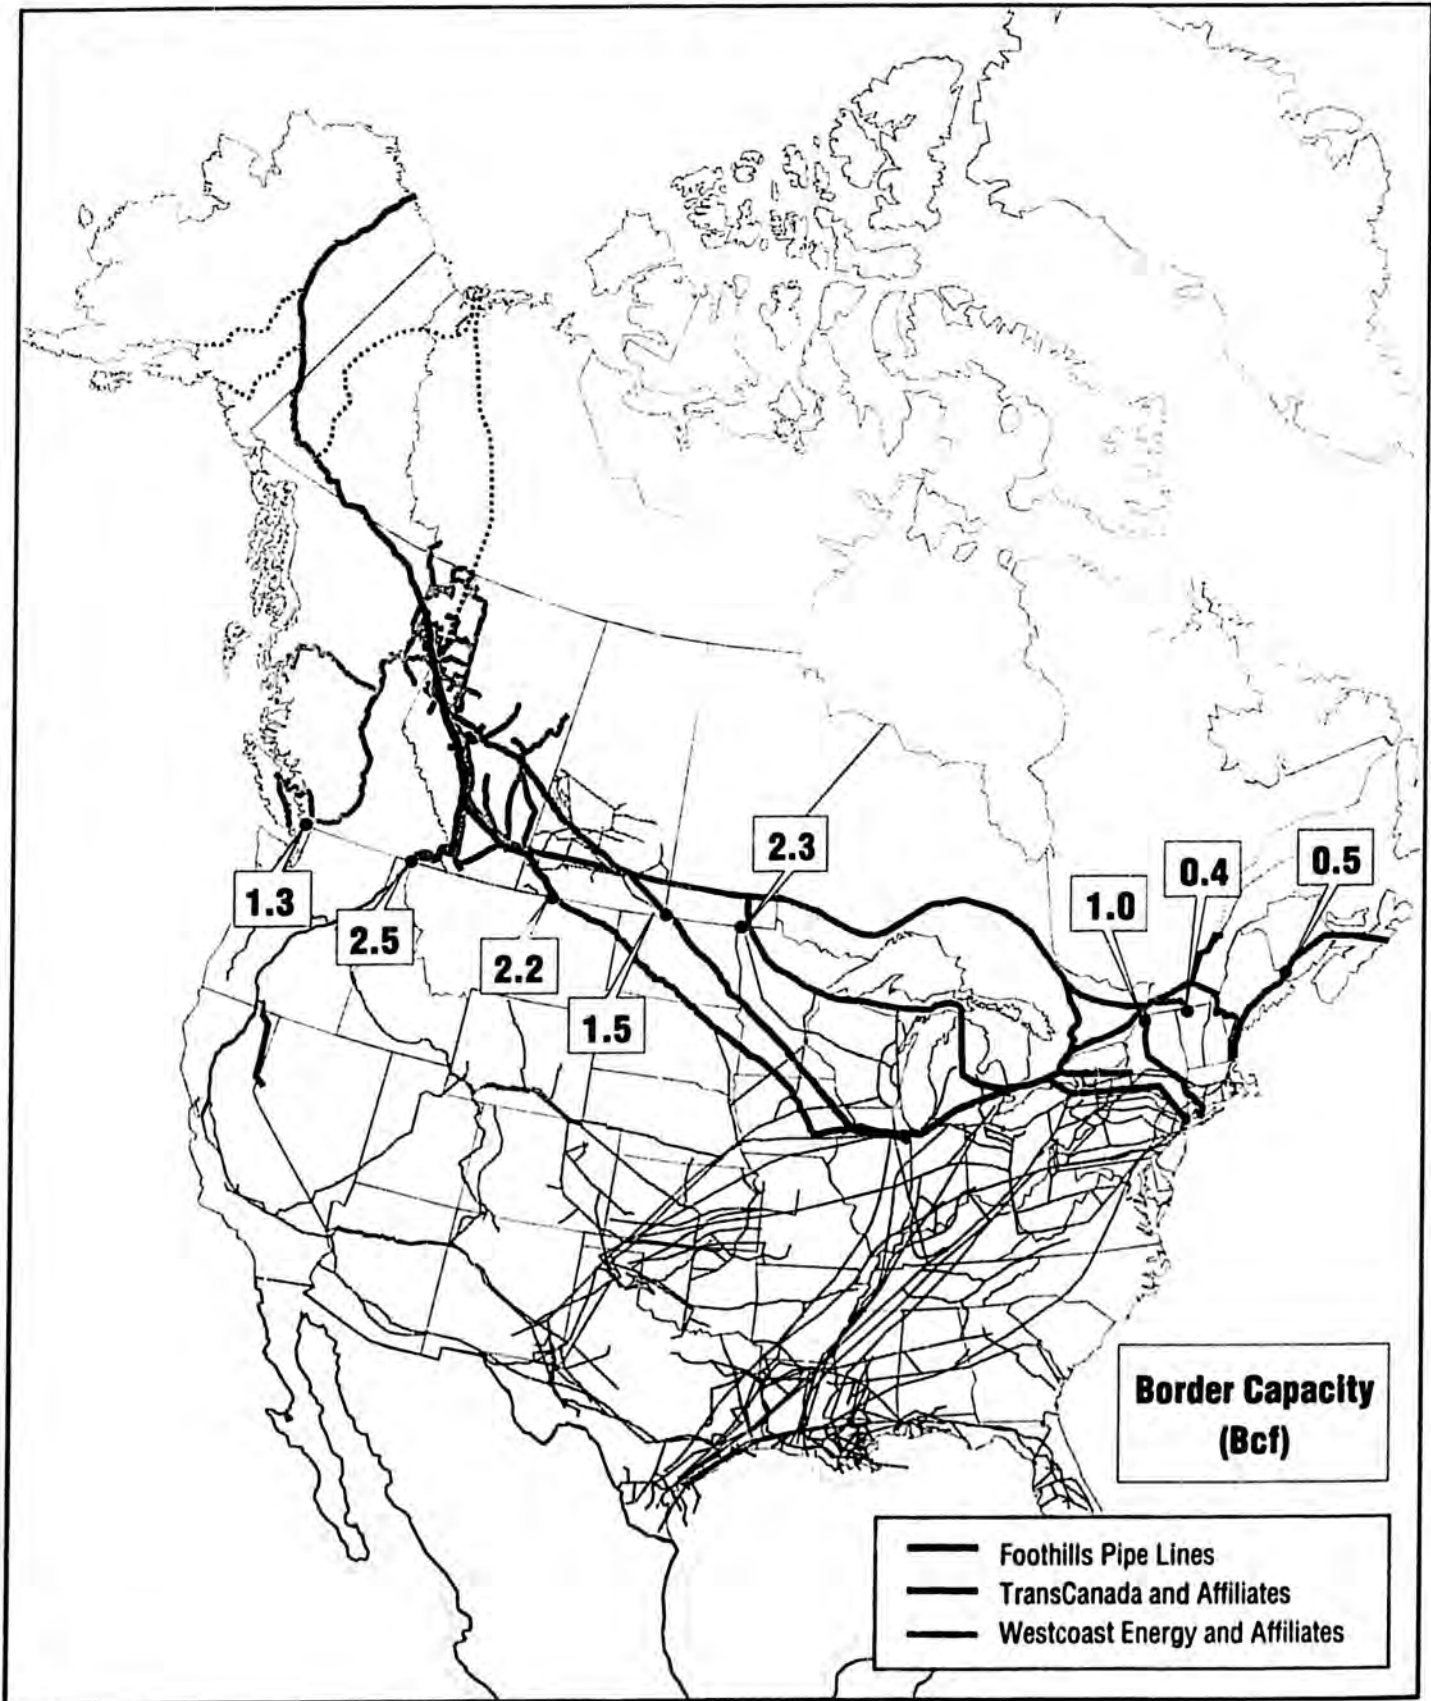 2.3
0.4
0.5
1.3
2.5
1.0
2.2
1.5
Border Capacity
(Bcf)
Foothills Pipe Lines
TransCanada and Affiliates
Westcoast Energy and Affiliates